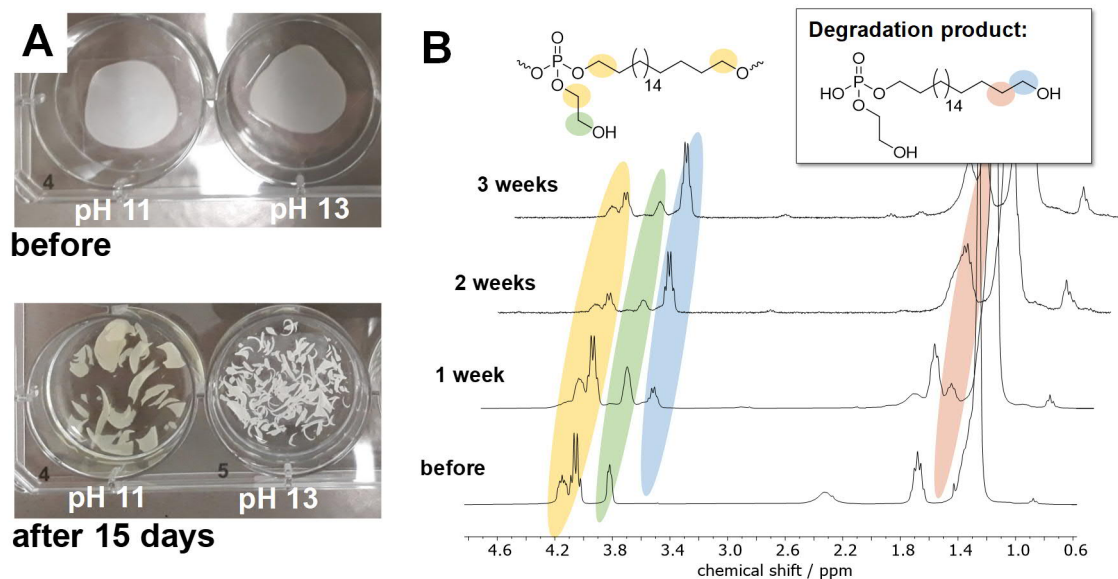 A
4
pH 11
pH 13
before
4
5
pH 11
pH 13
after 15 days
B
O
O
P
O
O
14
O
O
OH
Degradation product:
O
HO
P
O
14
OH
O
OH
3 weeks
2 weeks
1 week
before
4.6 4.2 3.8 3.4 3.0 2.6 2.2 1.8 1.4 1.0 0.6
chemical shift / ppm